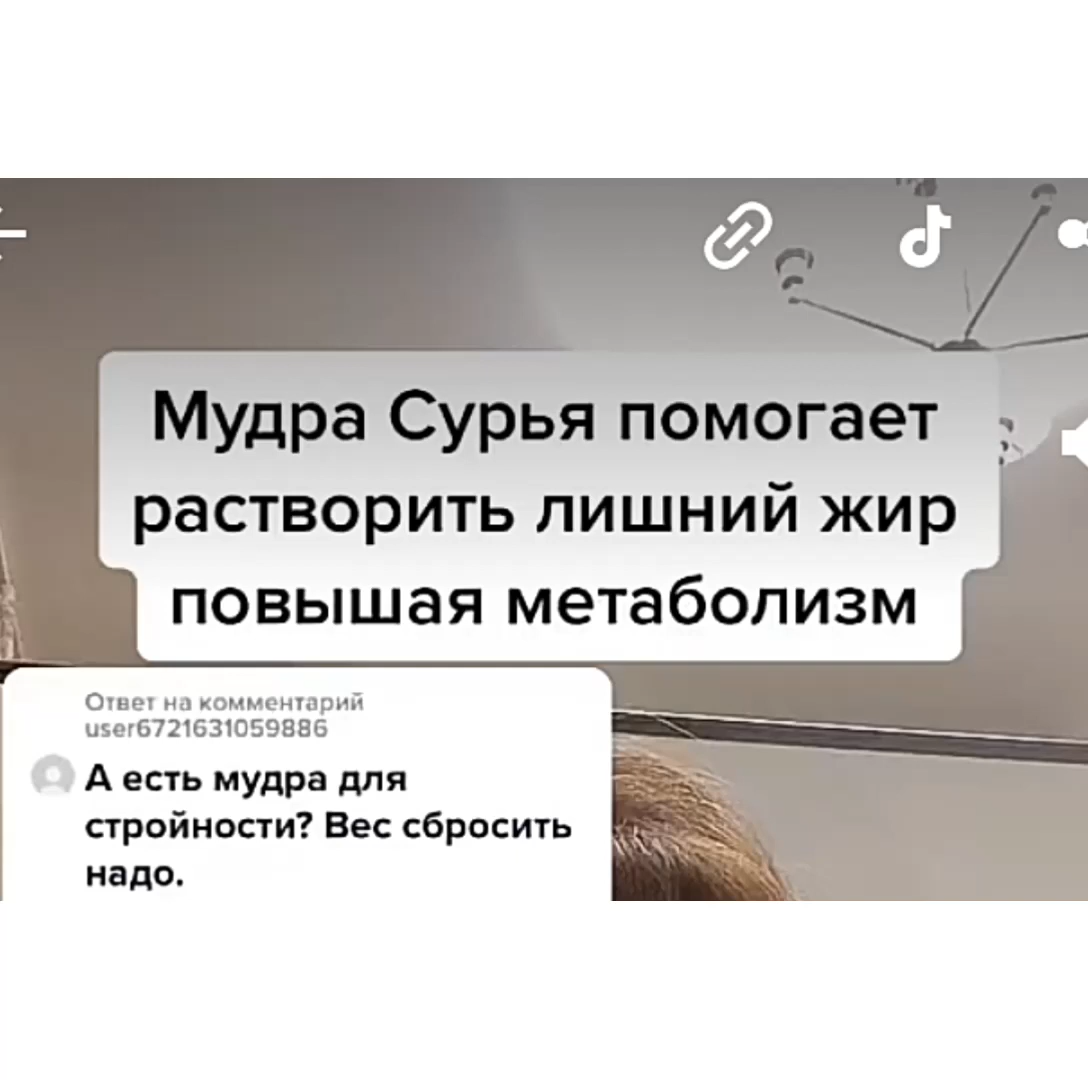 Мудра Сурья помогает
растворить лишний жир
повышая метаболизм
Ответ на комментарий
user6721631059886
А есть мудра для
стройности? Вес сбросить
надо.